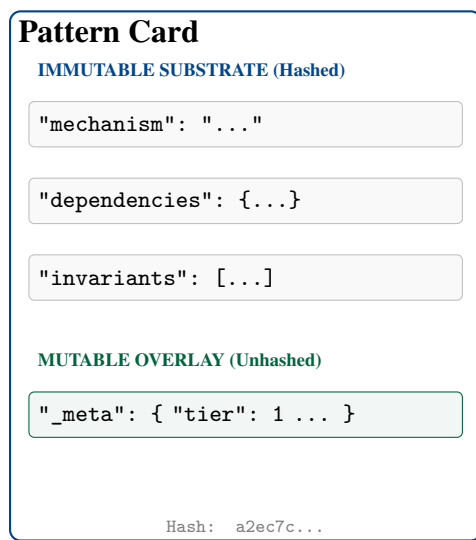 Pattern Card
IMMUTABLE SUBSTRATE (Hashed)
"mechanism": "..."
"dependencies": {...}
"invariants": [...]
MUTABLE OVERLAY (Unhashed)
"_meta": { "tier": 1 ... }
Hash: a2ec7c...